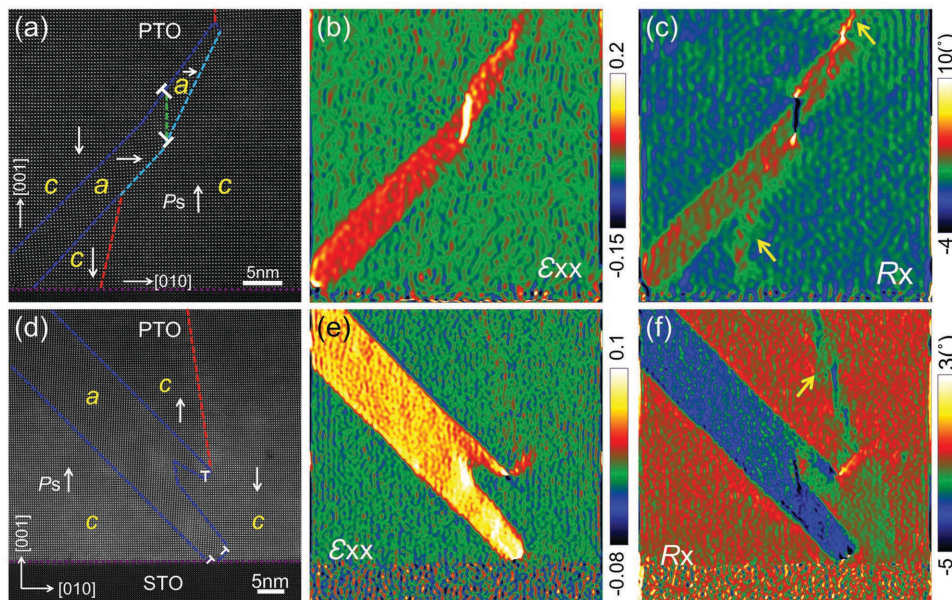 (a)
PTO
a
[001]
c
a
Ps
c
c
[010]
5nm
(b)
εxx
0.2
-0.15
(c)
Rx
10(°)
-4
(d)
PTO
a
c
Ps
c
c
[001]
[010]
STO
5nm
(e)
εxx
0.1
-0.08
(f)
Rx
3(°)
-5